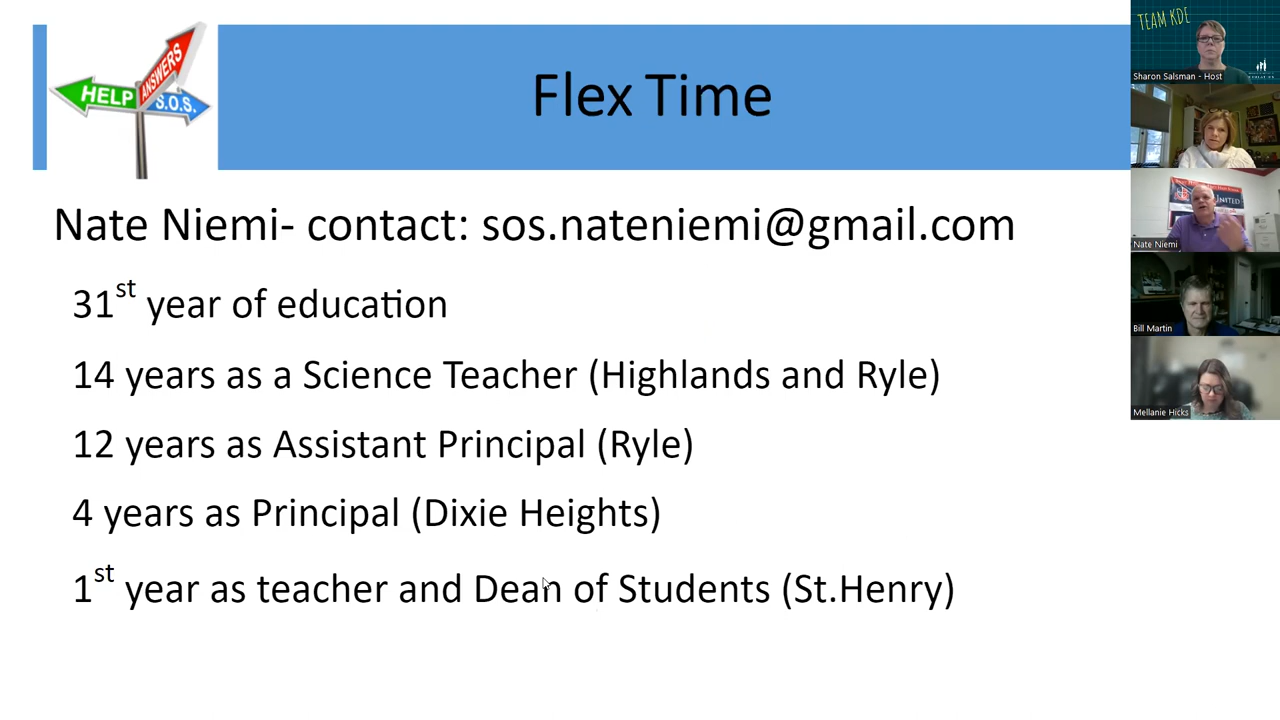 HELP
ANSWERS
S.O.S.
Flex Time
Nate Niemi- contact: sos.nateniemi@gmail.com
31st year of education
14 years as a Science Teacher (Highlands and Ryle)
12 years as Assistant Principal (Ryle)
4 years as Principal (Dixie Heights)
1st year as teacher and Dean of Students (St.Henry)
TEAM KDE
Sharon Salsman - Host
UNITED
Nate Niemi
Bill Martin
Mellanie Hicks